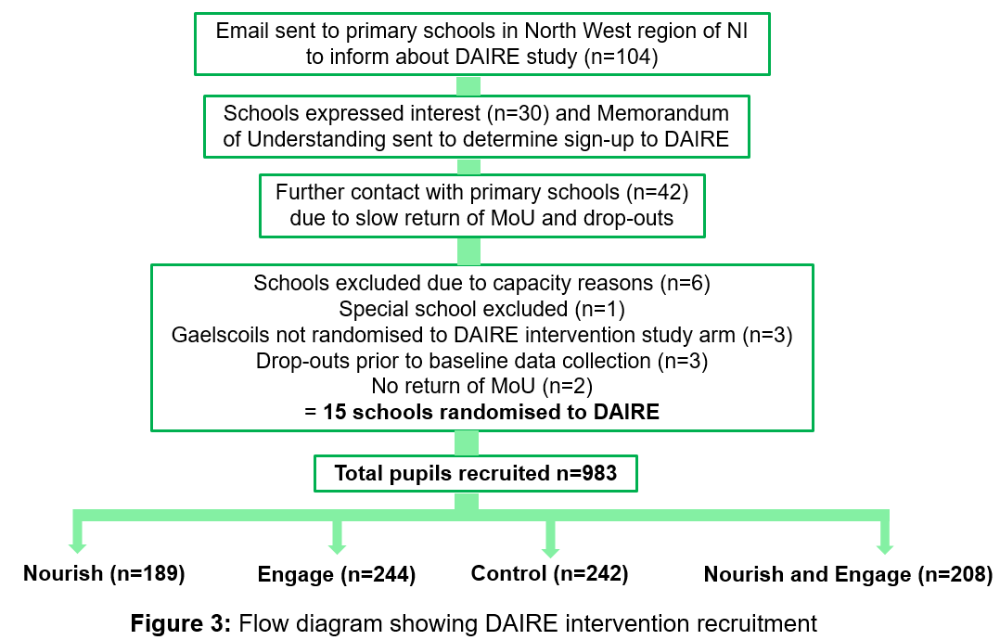 Email sent to primary schools in North West region of NI
to inform about DAIRE study (n=104)
Schools expressed interest (n=30) and Memorandum
of Understanding sent to determine sign-up to DAIRE
Further contact with primary schools (n=42)
due to slow return of MoU and drop-outs
Schools excluded due to capacity reasons (n=6)
Special school excluded (n=1)
Gaelscoils not randomised to DAIRE intervention study arm (n=3)
Drop-outs prior to baseline data collection (n=3)
No return of MoU (n=2)
= 15 schools randomised to DAIRE
Total pupils recruited n=983
Nourish (n=189)
Engage (n=244)
Control (n=242)
Nourish and Engage (n=208)
Figure 3: Flow diagram showing DAIRE intervention recruitment